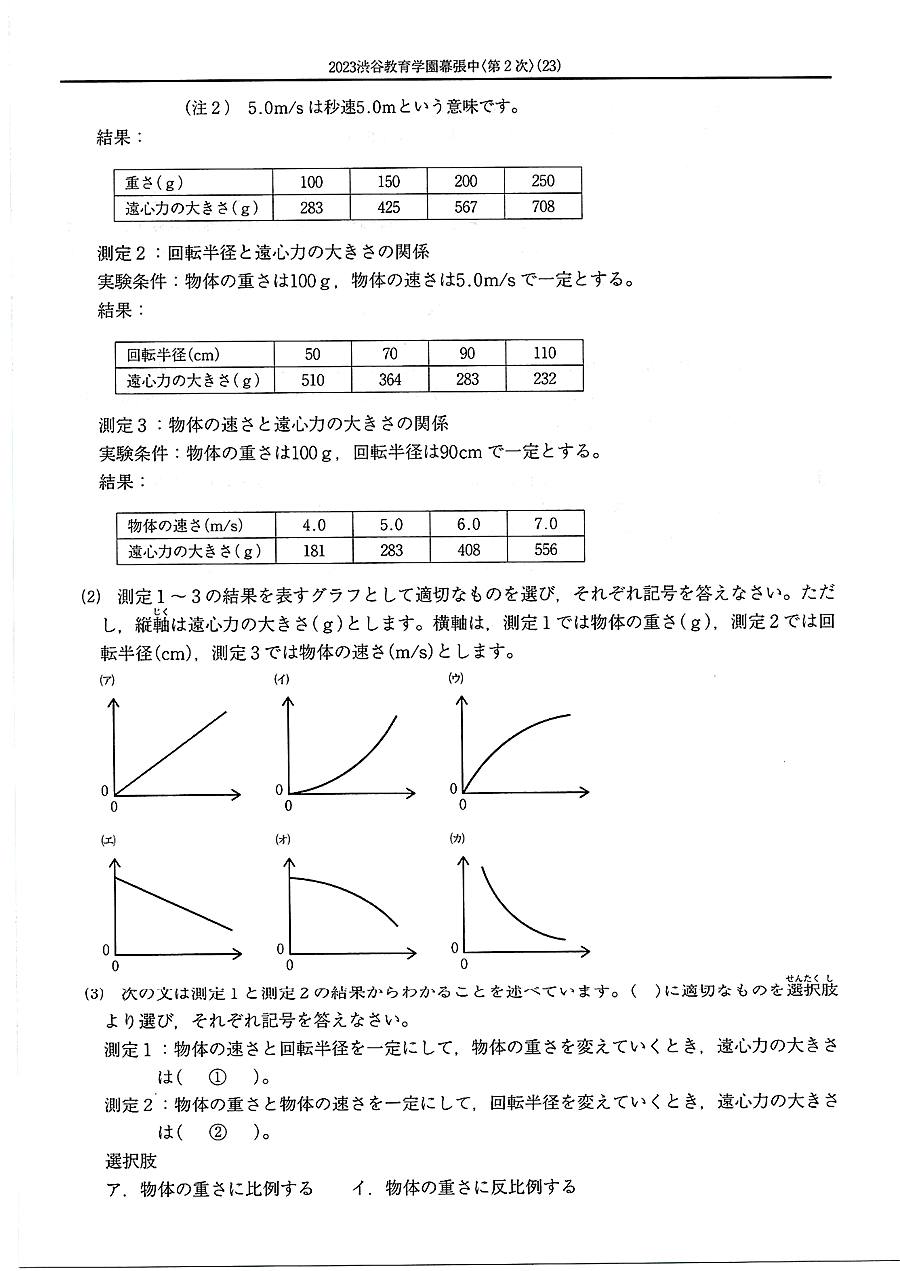 2023渋谷教育学園幕張中〈第2次〉(23)
(注2) 5.0m/s は秒速5.0mという意味です。
結果：
重さ(g) 100 150 200 250
遠心力の大きさ(g) 283 425 567 708
測定2：回転半径と遠心力の大きさの関係
実験条件：物体の重さは100g，物体の速さは5.0m/s で一定とする。
結果：
回転半径(cm) 50 70 90 110
遠心力の大きさ(g) 510 364 283 232
測定3：物体の速さと遠心力の大きさの関係
実験条件：物体の重さは100g，回転半径は90cm で一定とする。
結果：
物体の速さ(m/s) 4.0 5.0 6.0 7.0
遠心力の大きさ(g) 181 283 408 556
(2) 測定1～3の結果を表すグラフとして適切なものを選び，それぞれ記号を答えなさい。ただ
じく
し，縦軸は遠心力の大きさ(g)とします。横軸は，測定1では物体の重さ(g)，測定2では回
転半径(cm)，測定3では物体の速さ(m/s)とします。
(ア) (イ) (ウ)
0 0 0
0 0 0
(エ) (オ) (カ)
0 0 0
0 0 0
せんたくし
(3) 次の文は測定1と測定2の結果からわかることを述べています。( )に適切なものを選択肢
より選び，それぞれ記号を答えなさい。
測定1：物体の速さと回転半径を一定にして，物体の重さを変えていくとき，遠心力の大きさ
は( ① )。
測定2：物体の重さと物体の速さを一定にして，回転半径を変えていくとき，遠心力の大きさ
は( ② )。
選択肢
ア．物体の重さに比例する イ．物体の重さに反比例する